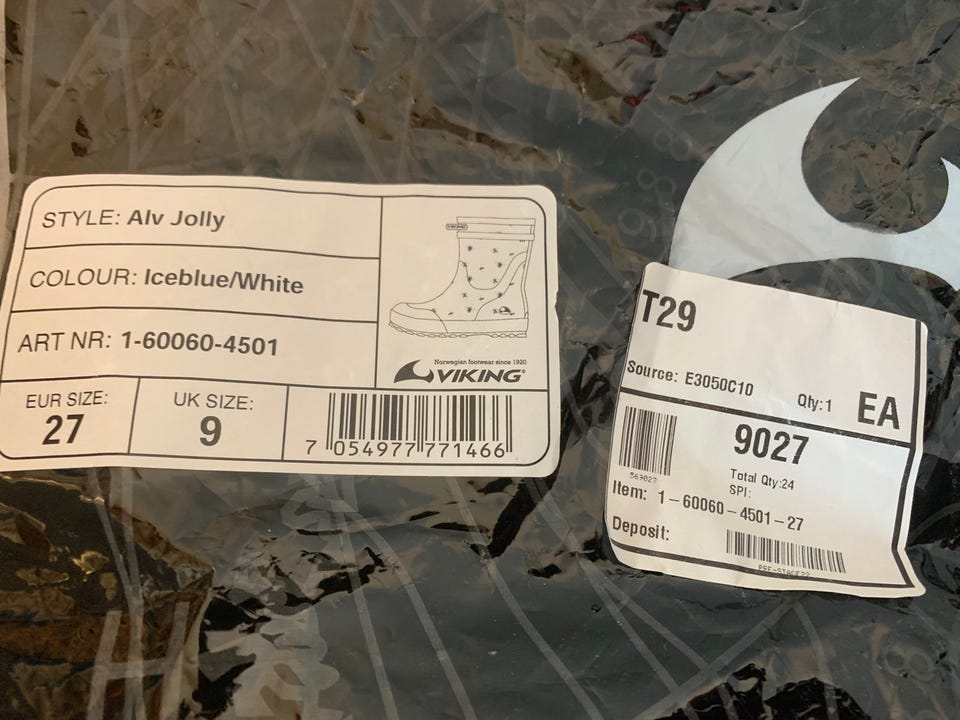 STYLE: Alv Jolly
COLOUR: Iceblue/White
ART NR: 1-60060-4501
EUR SIZE:
27
UK SIZE:
9
VIKING
Norwegian footwear since 1920
VIKING®
7 054977 771466
T29
Source: E3050C10
Qty:1
EA
9027
Total Qty:24
SPI:
563027
Item: 1-60060-4501-27
Deposit: